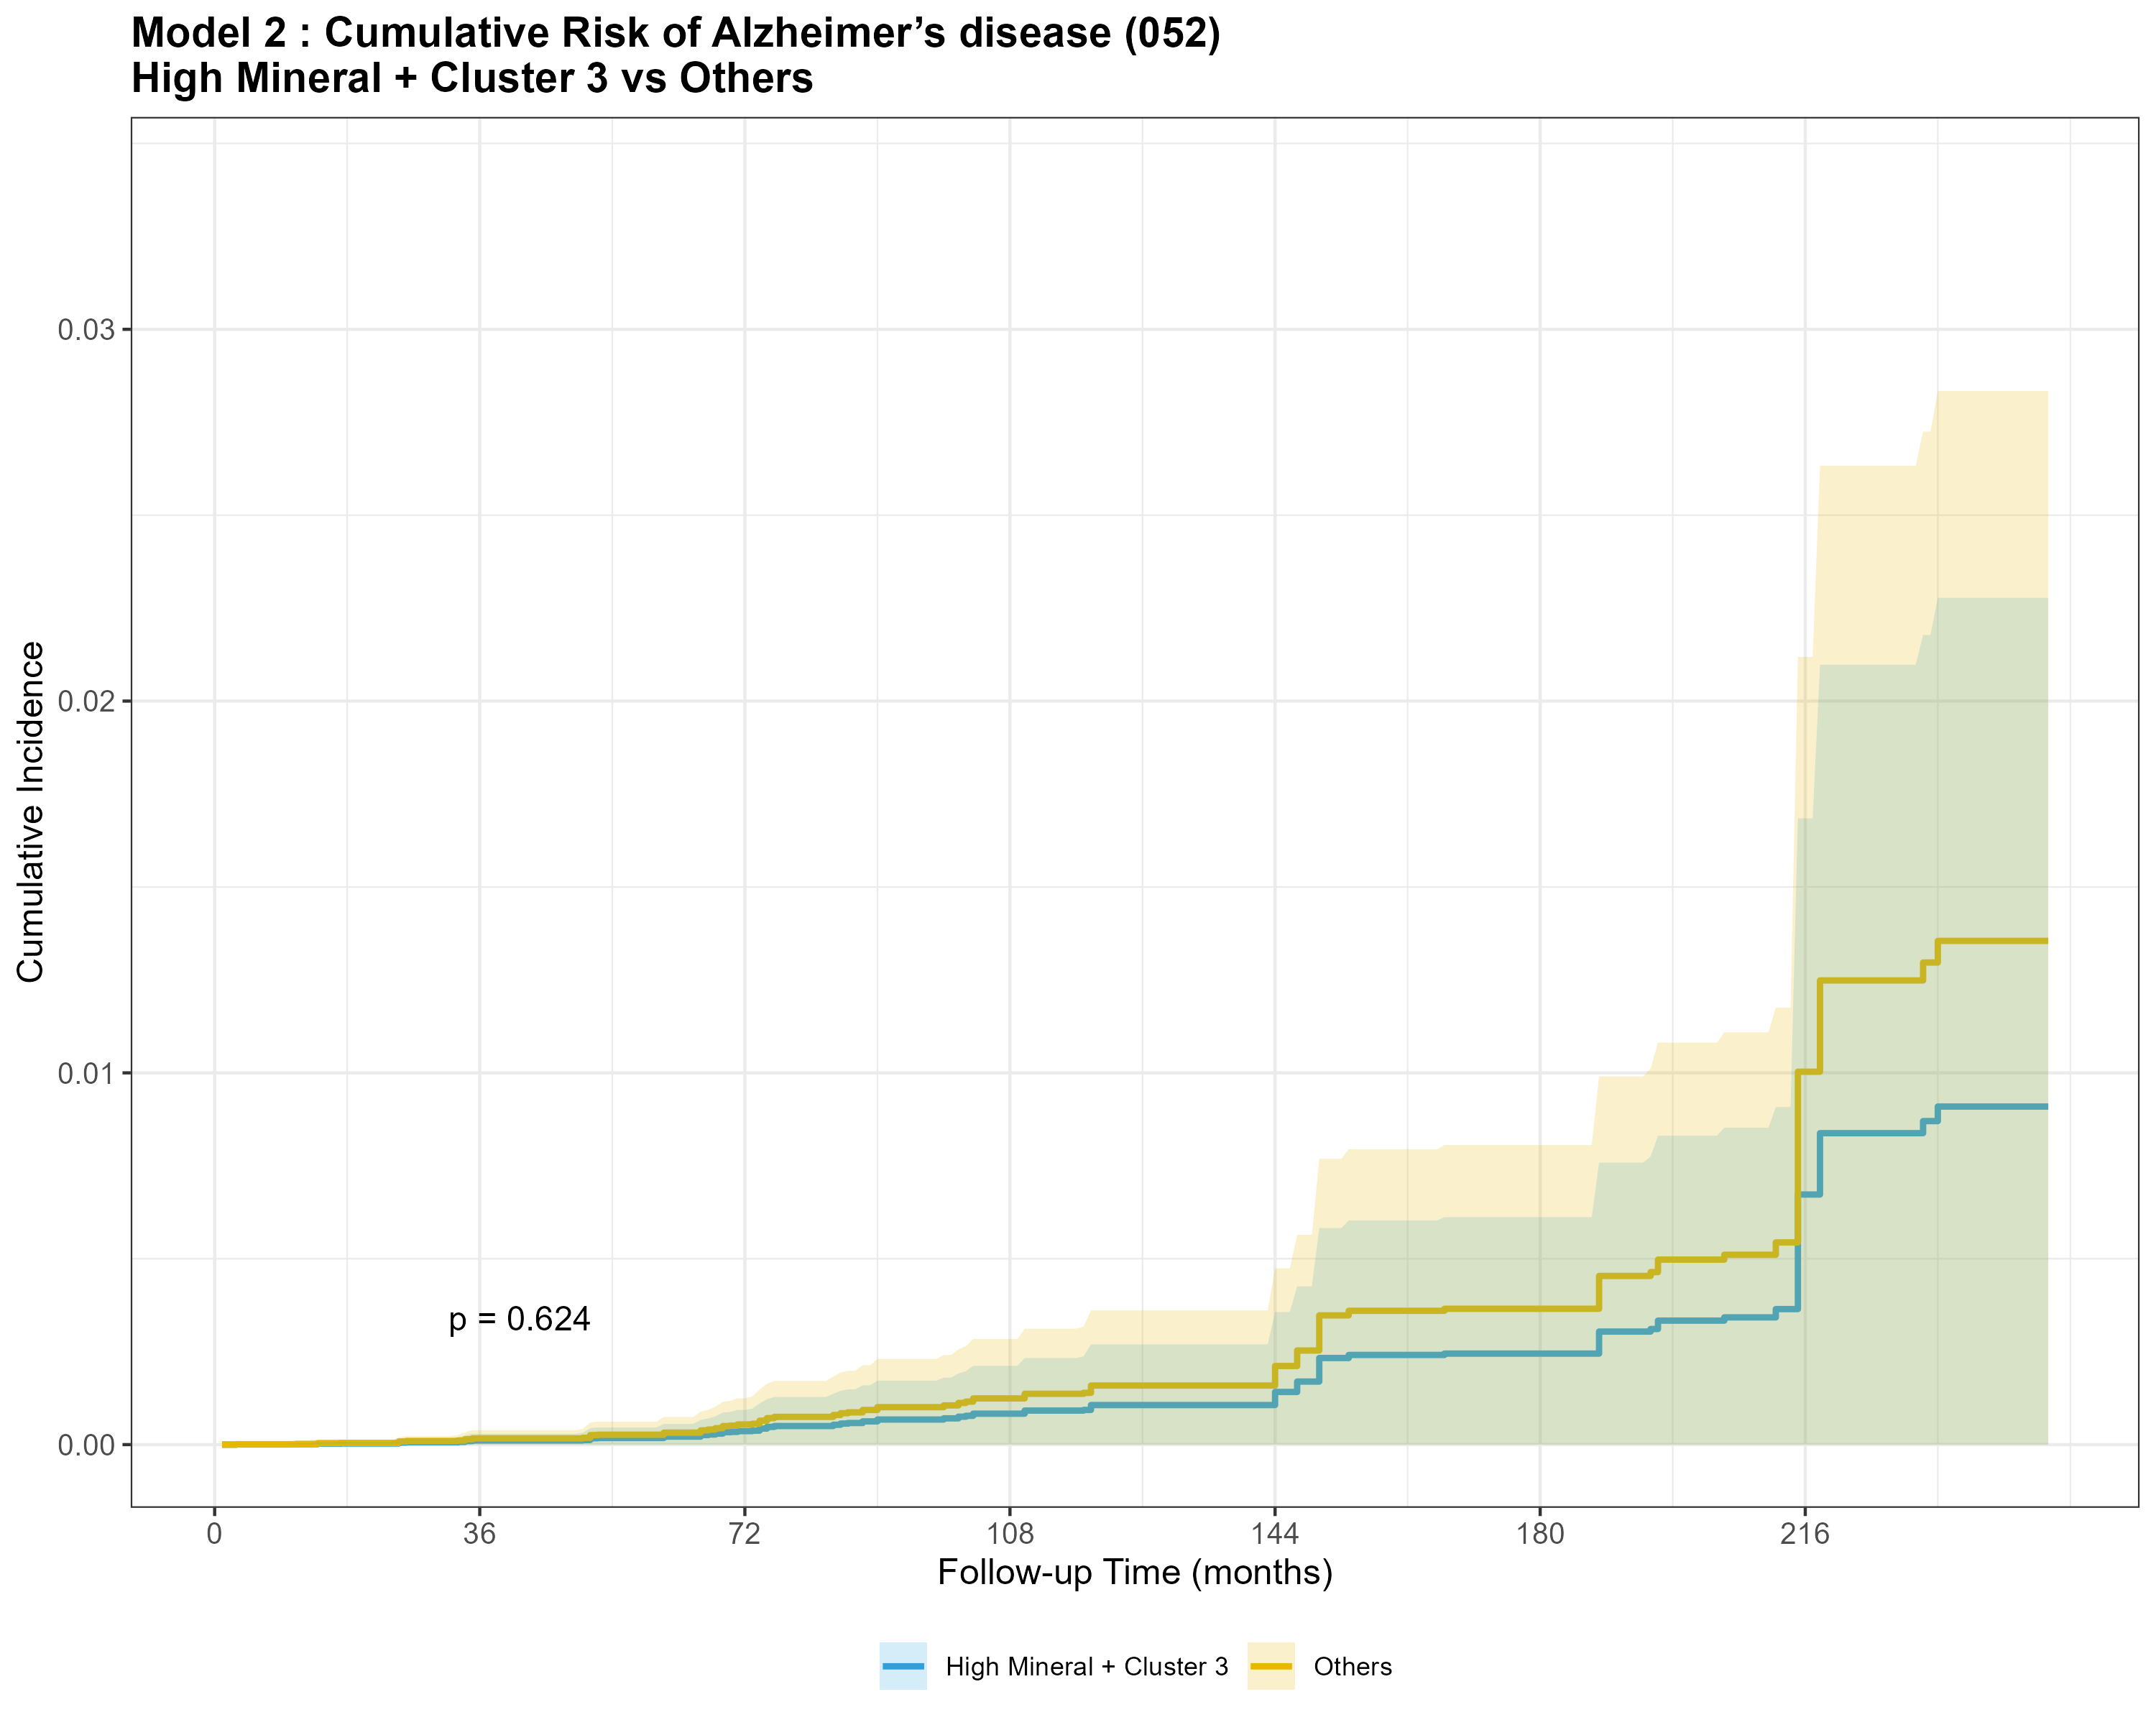 Model 2 : Cumulative Risk of Alzheimer’s disease (052)
High Mineral + Cluster 3 vs Others
Cumulative Incidence
0.03
0.02
0.01
0.00
p = 0.624
0 36 72 108 144 180 216
Follow-up Time (months)
High Mineral + Cluster 3 Others